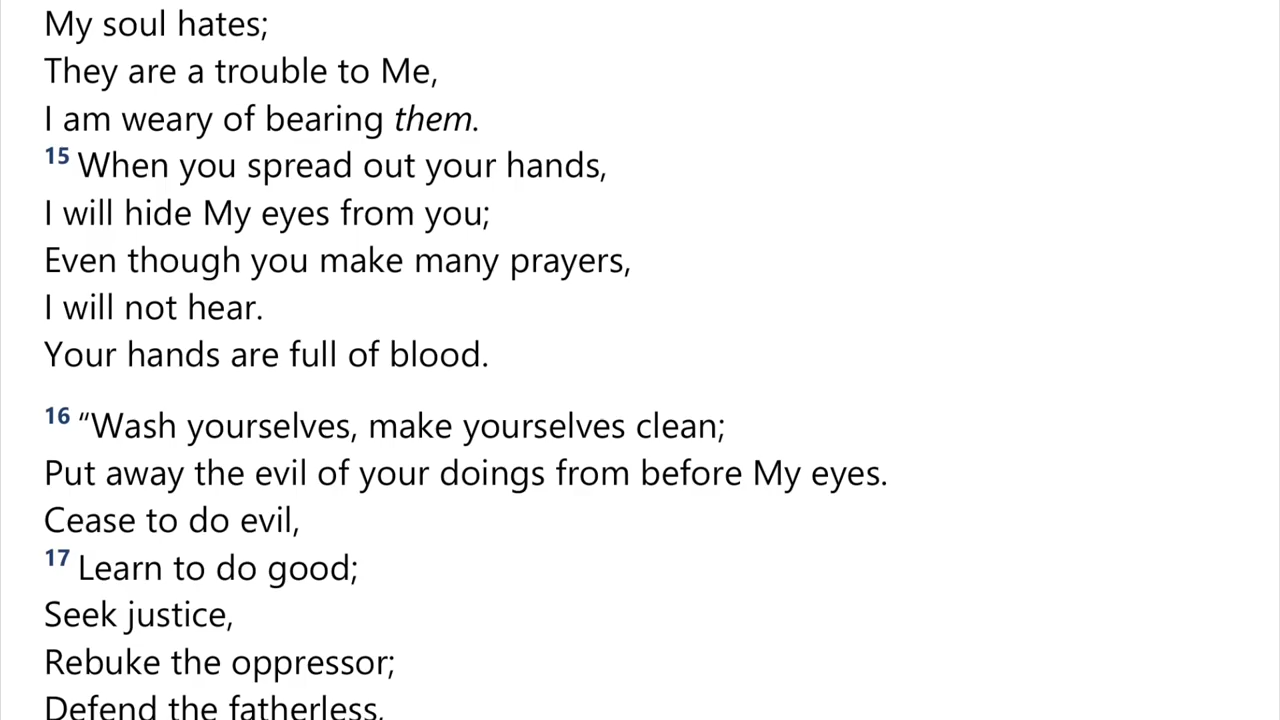 My soul hates;
They are a trouble to Me,
I am weary of bearing them.
15 When you spread out your hands,
I will hide My eyes from you;
Even though you make many prayers,
I will not hear.
Your hands are full of blood.
16 “Wash yourselves, make yourselves clean;
Put away the evil of your doings from before My eyes.
Cease to do evil,
17 Learn to do good;
Seek justice,
Rebuke the oppressor;
Defend the fatherless,